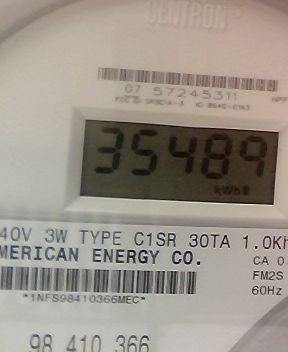 CENTRON®
07 57245311
35489
kWh
40V 3W TYPE C1SR 30TA 1.0Kh
MERICAN ENERGY CO.
CA 0
FM2S
60Hz
*1NFS98410366MEC*
98 410 366